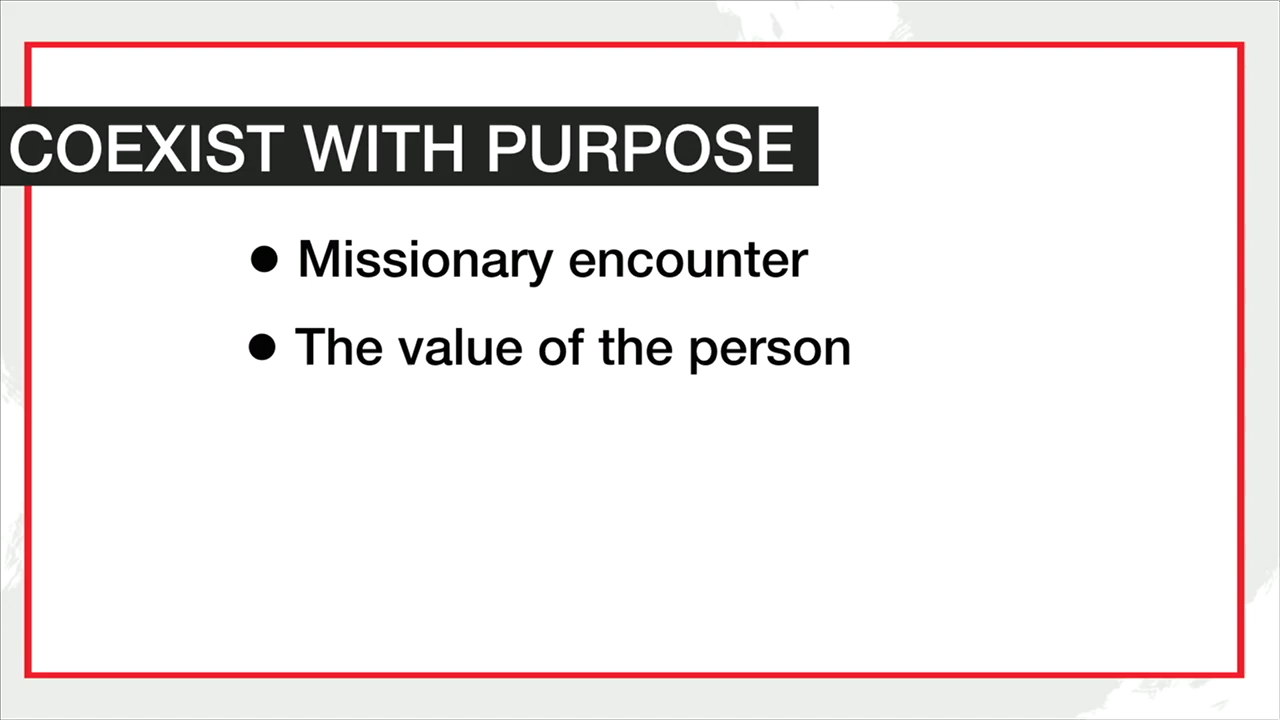 COEXIST WITH PURPOSE
● Missionary encounter
● The value of the person